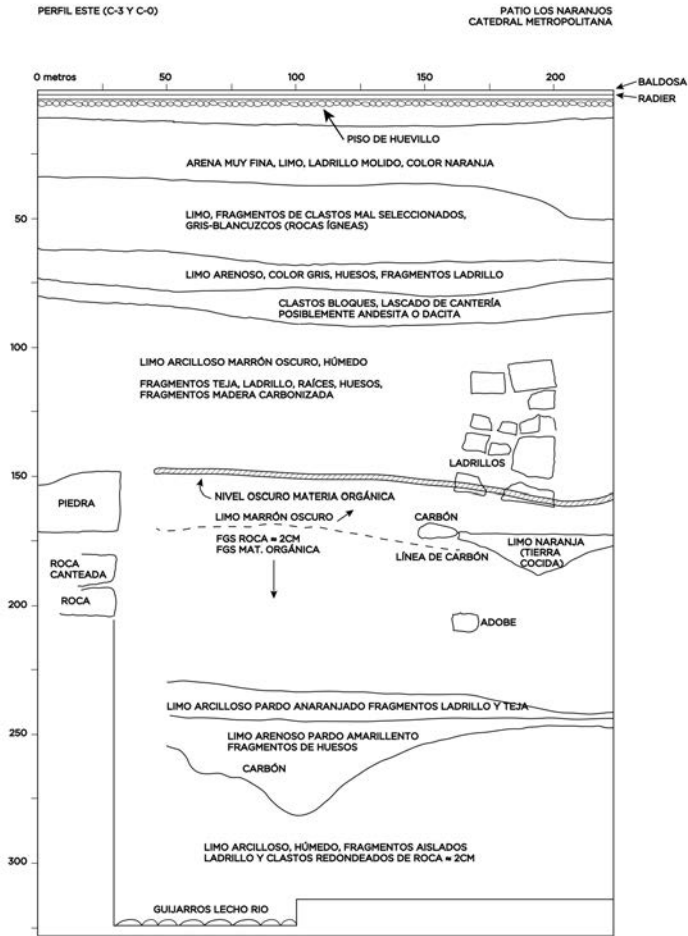 PERFIL ESTE (C-3 Y C-0)
PATIO LOS NARANJOS
CATEDRAL METROPOLITANA
0 metros
50
100
150
200
BALDOSA
RADIER
PISO DE HUEVILLO
ARENA MUY FINA, LIMO, LADRILLO MOLIDO, COLOR NARANJA
50
LIMO, FRAGMENTOS DE CLASTOS MAL SELECCIONADOS,
GRIS-BLANCUZCOS (ROCAS ÍGNEAS)
LIMO ARENOSO, COLOR GRIS, HUESOS, FRAGMENTOS LADRILLO
CLASTOS BLOQUES, LASCADO DE CANTERÍA
POSIBLEMENTE ANDESITA O DACITA
100
LIMO ARCILLOSO MARRÓN OSCURO, HÚMEDO
FRAGMENTOS TEJA, LADRILLO, RAÍCES, HUESOS,
FRAGMENTOS MADERA CARBONIZADA
LADRILLOS
150
NIVEL OSCURO MATERIA ORGÁNICA
PIEDRA
LIMO MARRÓN OSCURO
CARBÓN
FGS ROCA ≈ 2CM
FGS MAT. ORGÁNICA
LIMO NARANJA
(TIERRA
COCIDA)
LÍNEA DE CARBÓN
ROCA
CANTEADA
ROCA
200
ADOBE
LIMO ARCILLOSO PARDO ANARANJADO FRAGMENTOS LADRILLO Y TEJA
250
LIMO ARENOSO PARDO AMARILLENTO
FRAGMENTOS DE HUESOS
CARBÓN
LIMO ARCILLOSO, HÚMEDO, FRAGMENTOS AISLADOS
LADRILLO Y CLASTOS REDONDEADOS DE ROCA ≈ 2CM
300
GUIJARROS LECHO RIO